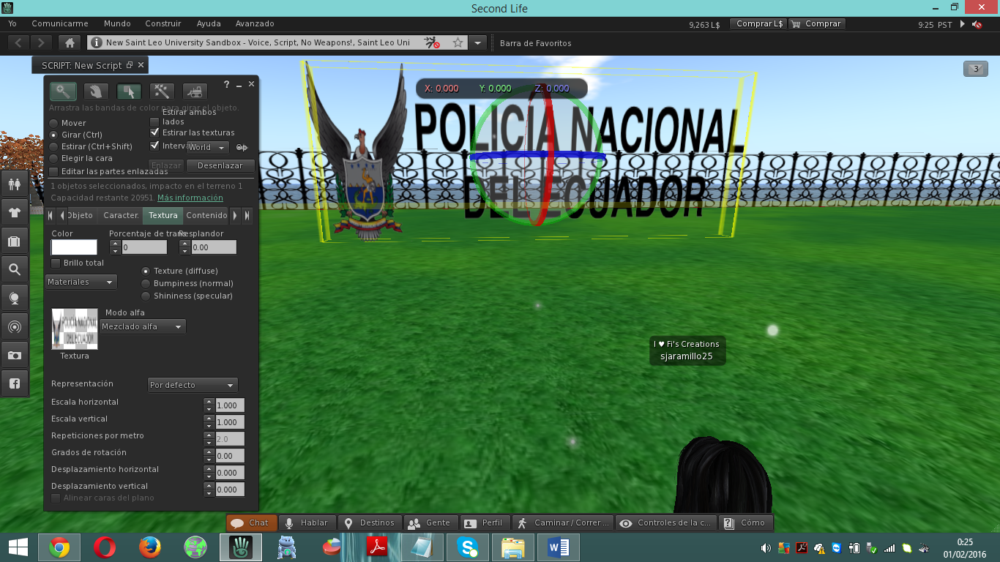 Second Life
Yo Comunicarme Mundo Construir Ayuda Avanzado
9,263 L$ Comprar L$ Comprar 9:25 PST
New Saint Leo University Sandbox - Voice, Script, No Weapons!, Saint Leo Uni
Barra de Favoritos
SCRIPT: New Script
3
?
Arrastra las bandas de color para girar el objeto.
Mover
Girar (Ctrl)
Estirar (Ctrl+Shift)
Elegir la cara
Editar las partes enlazadas
Estirar ambos
lados
Estirar las texturas
Interva
World
Enlazar
Desenlazar
1 objetos seleccionados, impacto en el terreno 1
Capacidad restante 20951. Más información
Objeto Caracter. Textura Contenido
Color Porcentaje de trans Resplandor
0 0.00
Brillo total
Materiales
Texture (diffuse)
Bumpiness (normal)
Shininess (specular)
Modo alfa
Mezclado alfa
POLICIA NACIONAL
DEL ECUADOR
Textura
Representación Por defecto
Escala horizontal 1.000
Escala vertical 1.000
Repeticiones por metro 2.0
Grados de rotación 0.00
Desplazamiento horizontal 0.000
Desplazamiento vertical 0.000
Alinear caras del plano
X: 0.000 Y: 0.000 Z: 0.000
POLICIA NACIONAL
DEL ECUADOR
I ♥ Fi's Creations
sjaramillo25
Chat Hablar Destinos Gente Perfil Caminar / Correr ... Controles de la c... Cómo
0:25
01/02/2016